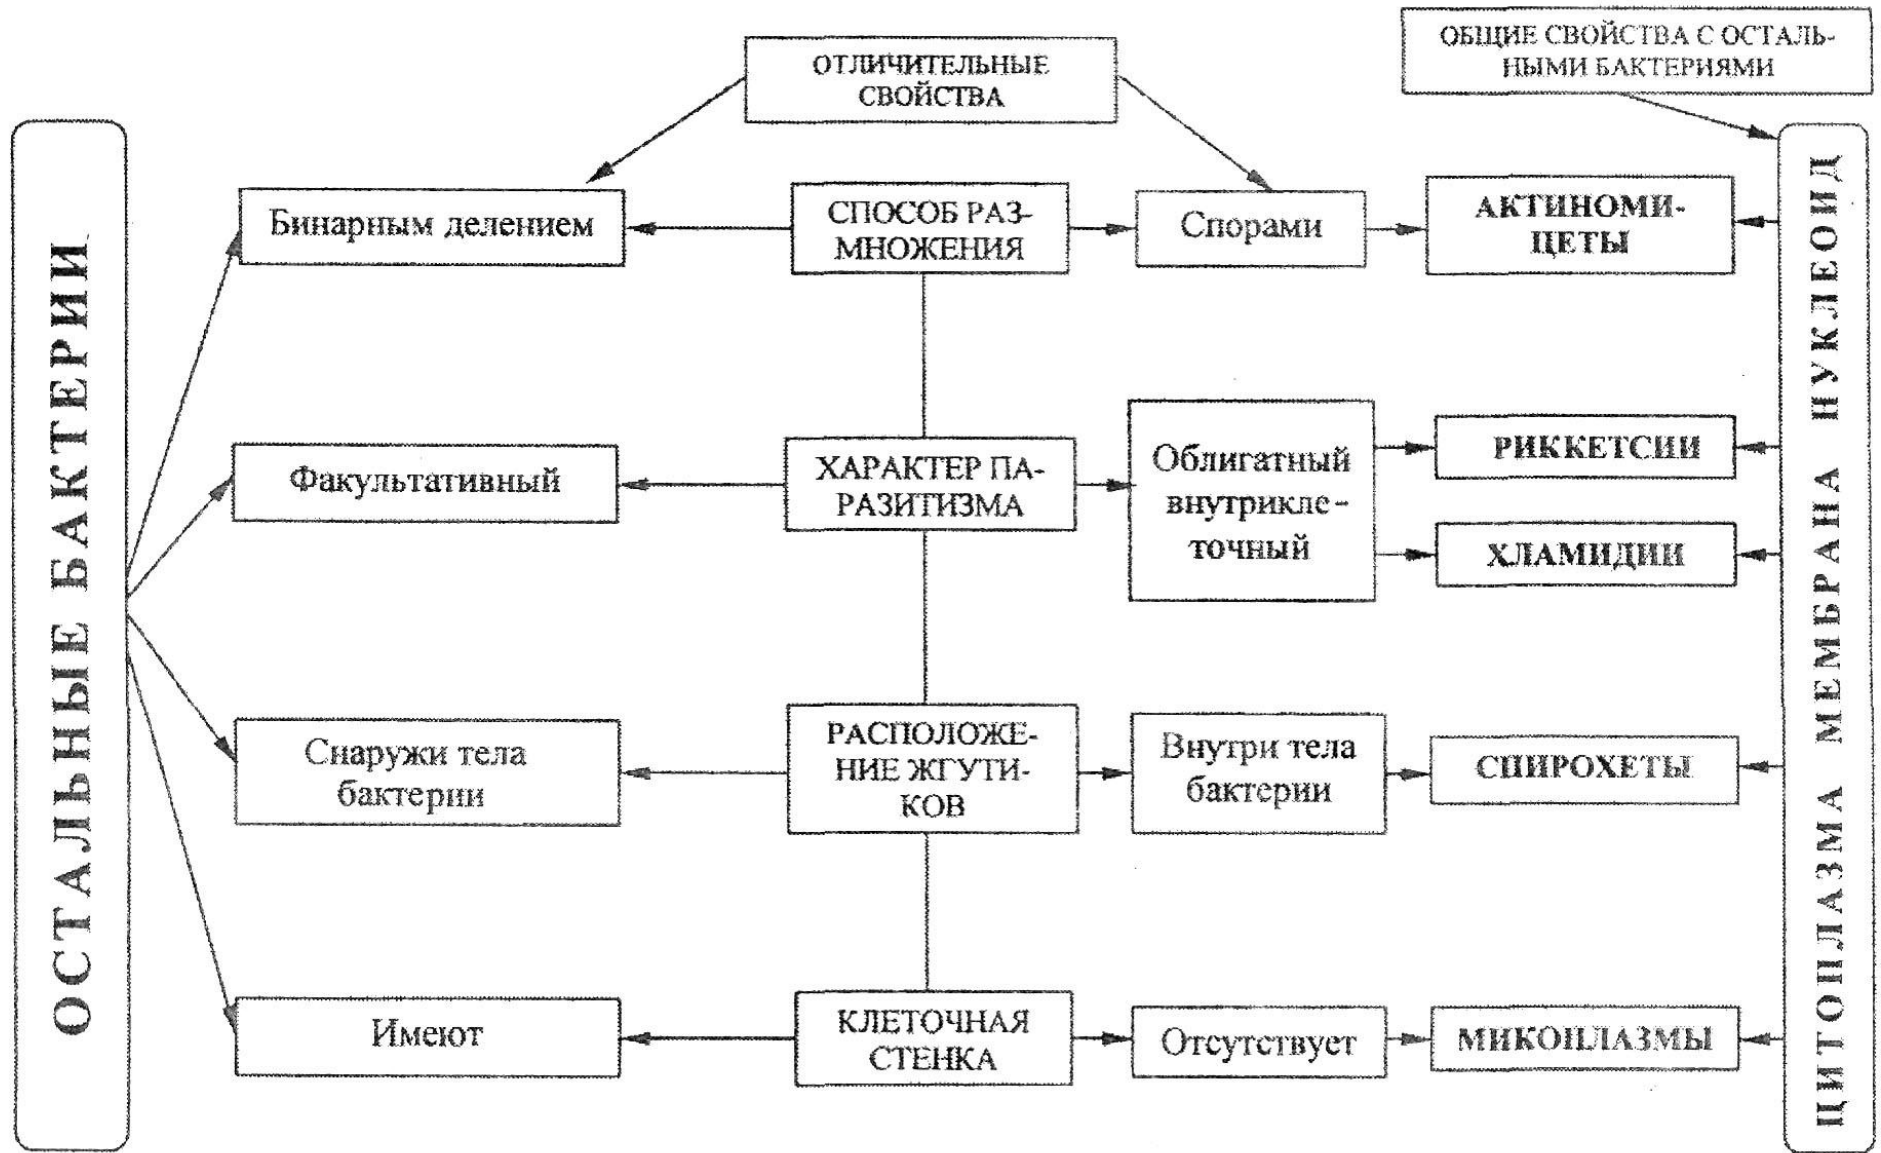 ОБЩИЕ СВОЙСТВА С ОСТАЛЬ-
НЫМИ БАКТЕРИЯМИ
ОТЛИЧИТЕЛЬНЫЕ
СВОЙСТВА
ОСТАЛЬНЫЕ БАКТЕРИИ
Бинарным делением
СПОСОБ РАЗ-
МНОЖЕНИЯ
Спорами
АКТИНОМИ-
ЦЕТЫ
Факультативный
ХАРАКТЕР ПА-
РАЗИТИЗМА
Облигатный
внутрикле-
точный
РИККЕТСИИ
ХЛАМИДИИ
Снаружи тела
бактерии
РАСПОЛОЖЕ-
НИЕ ЖГУТИ-
КОВ
Внутри тела
бактерии
СПИРОХЕТЫ
Имеют
КЛЕТОЧНАЯ
СТЕНКА
Отсутствует
МИКОПЛАЗМЫ
ЦИТОПЛАЗМА МЕМБРАНА НУКЛЕОИД